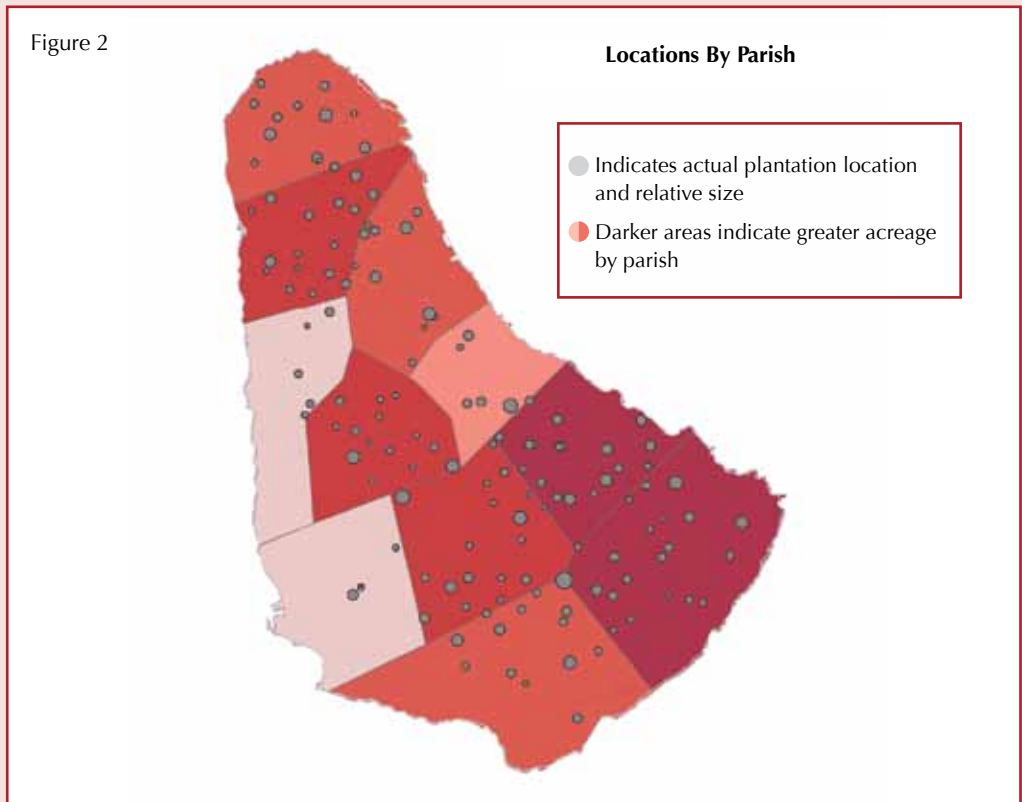 Figure 2
Locations By Parish
Indicates actual plantation location
and relative size
Darker areas indicate greater acreage
by parish